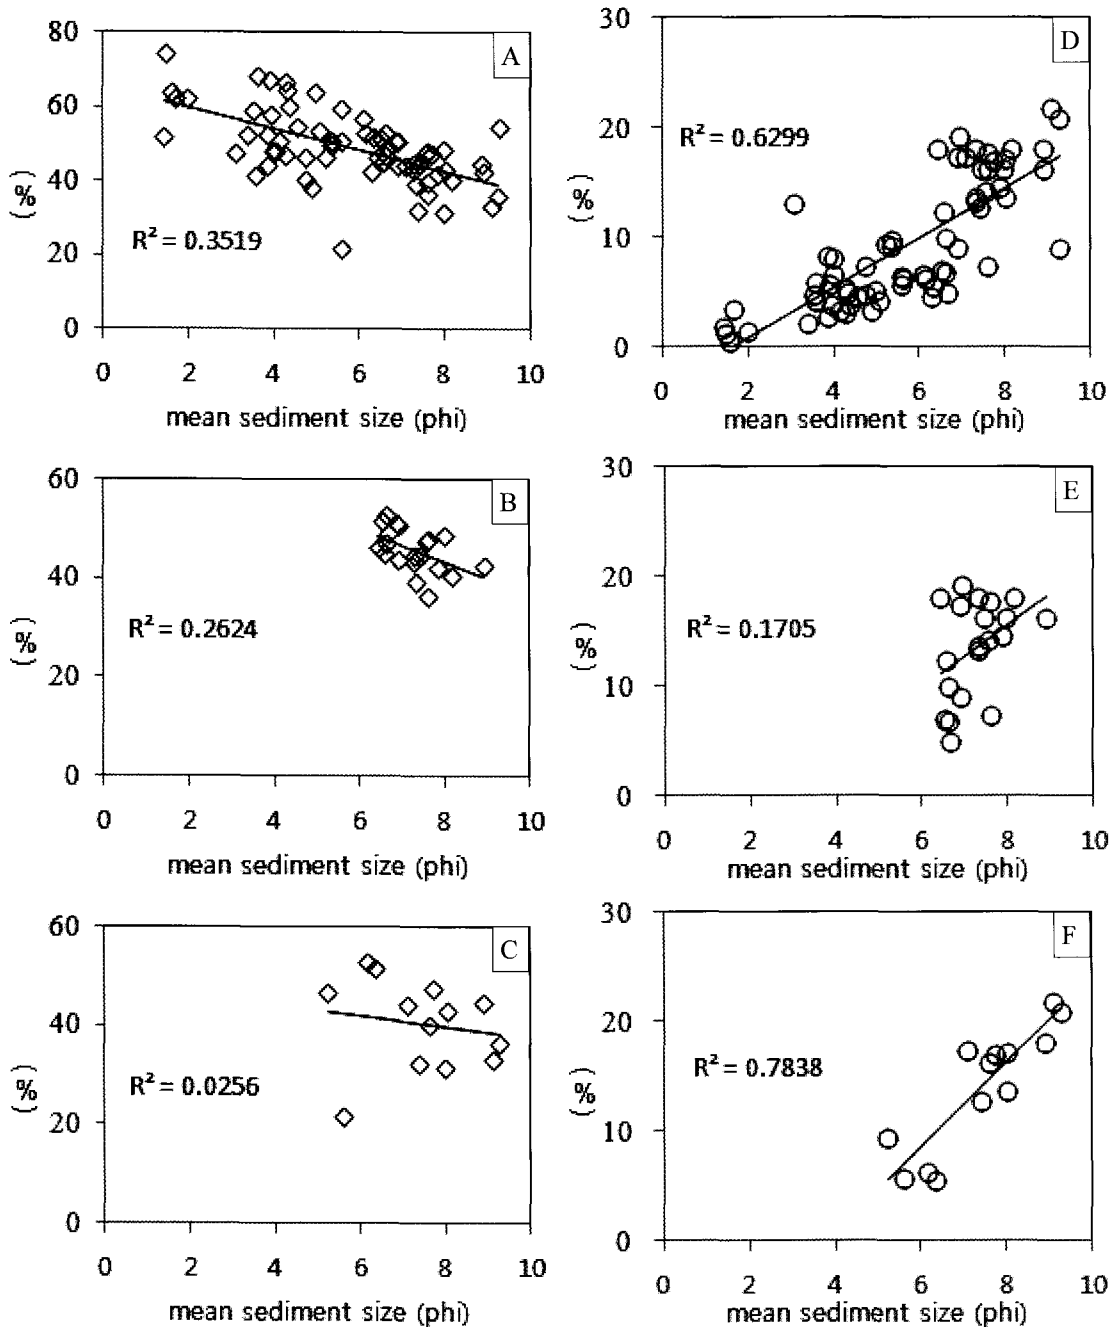 A
80
60
40
20
0
(%)
R² = 0.3519
0 2 4 6 8 10
mean sediment size (phi)
D
30
20
10
0
(%)
R² = 0.6299
0 2 4 6 8 10
mean sediment size (phi)
B
60
40
20
0
(%)
R² = 0.2624
0 2 4 6 8 10
mean sediment size (phi)
E
30
20
10
0
(%)
R² = 0.1705
0 2 4 6 8 10
mean sediment size (phi)
C
60
40
20
0
(%)
R² = 0.0256
0 2 4 6 8 10
mean sediment size (phi)
F
30
20
10
0
(%)
R² = 0.7838
0 2 4 6 8 10
mean sediment size (phi)